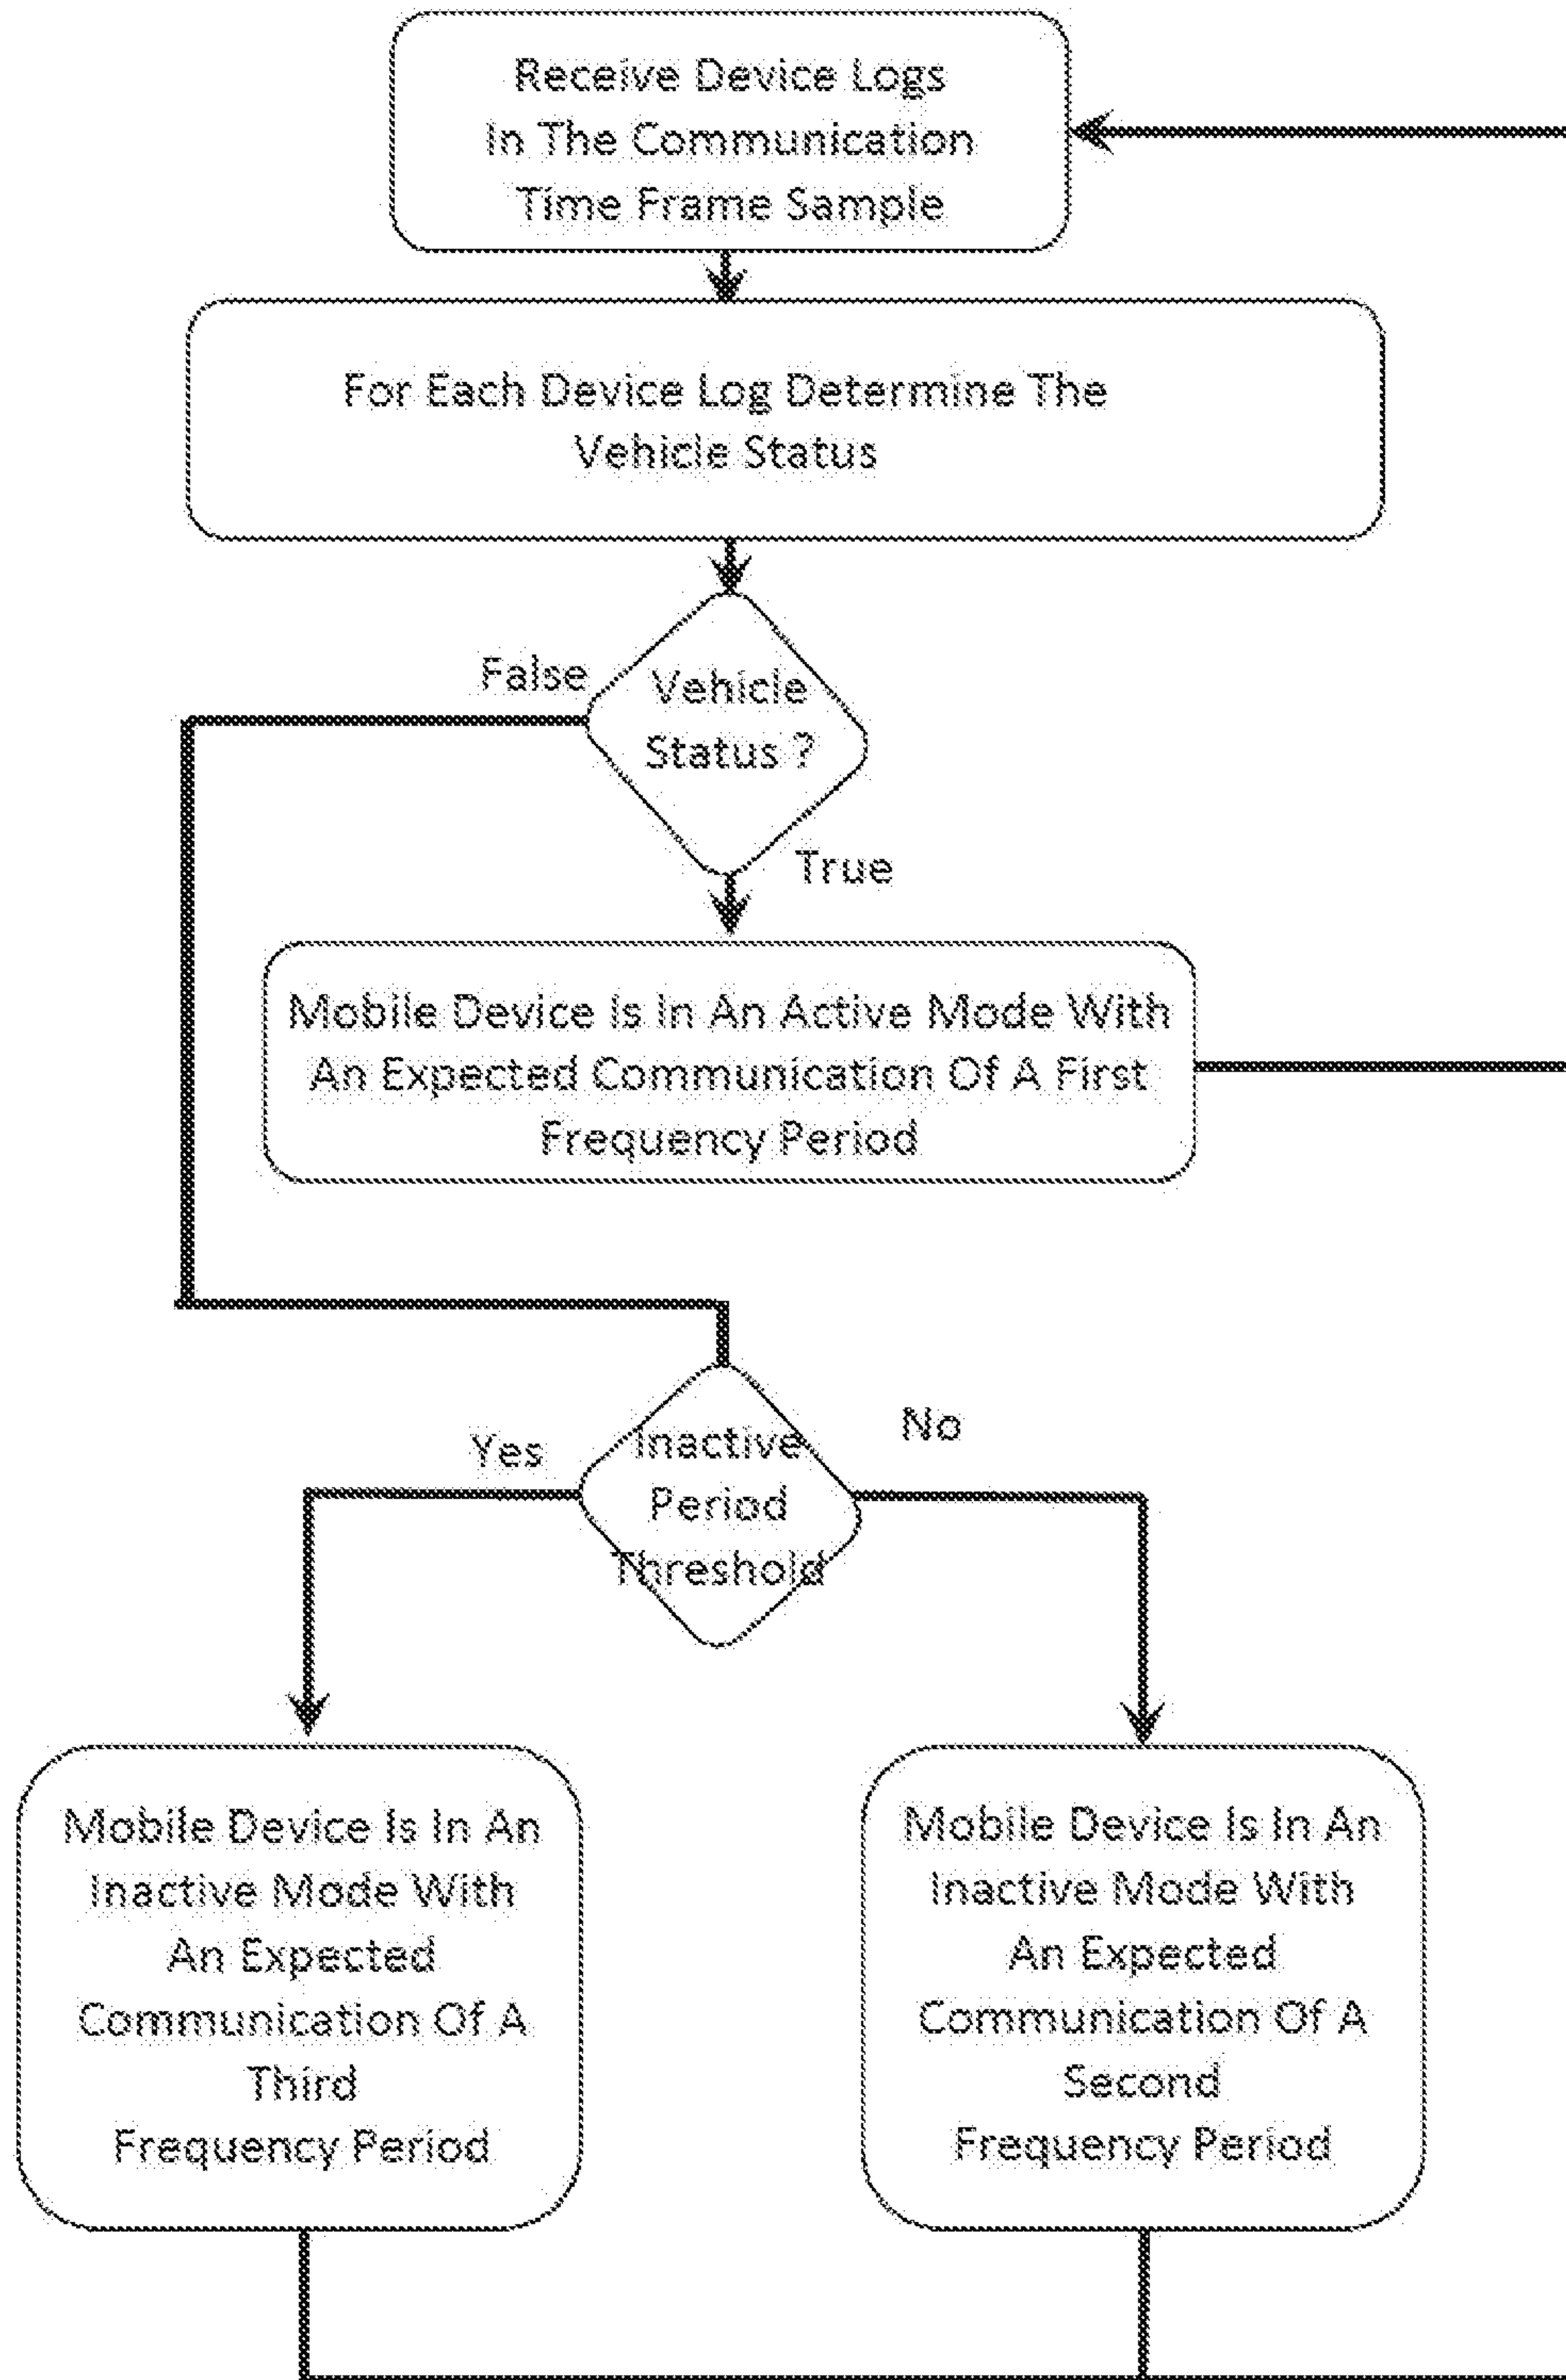 Receive Device Logs
In The Communication
Time Frame Sample
For Each Device Log Determine The
Vehicle Status
False
Vehicle
Status ?
True
Mobile Device Is In An Active Mode With
An Expected Communication Of A First
Frequency Period
Yes
Inactive
Period
Threshold
No
Mobile Device Is In An
Inactive Mode With
An Expected
Communication Of A
Third
Frequency Period
Mobile Device Is In An
Inactive Mode With
An Expected
Communication Of A
Second
Frequency Period